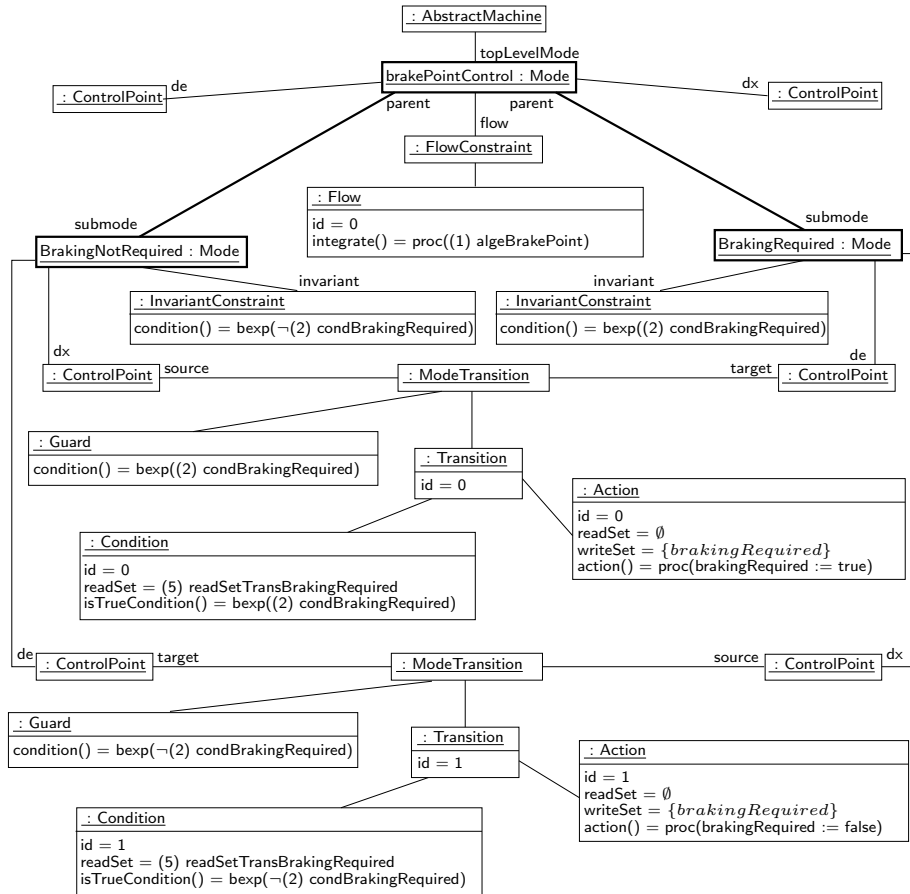 : AbstractMachine
topLevelMode
brakePointControl : Mode
de
dx
: ControlPoint
: ControlPoint
parent
parent
flow
: FlowConstraint
: Flow
id = 0
integrate() = proc((1) algeBrakePoint)
submode
submode
BrakingNotRequired : Mode
BrakingRequired : Mode
invariant
invariant
: InvariantConstraint
condition() = bexp(¬(2) condBrakingRequired)
: InvariantConstraint
condition() = bexp((2) condBrakingRequired)
dx
de
: ControlPoint
source
: ModeTransition
target
: ControlPoint
: Guard
condition() = bexp((2) condBrakingRequired)
: Transition
id = 0
: Action
id = 0
readSet = ∅
writeSet = {brakingRequired}
action() = proc(brakingRequired := true)
: Condition
id = 0
readSet = (5) readSetTransBrakingRequired
isTrueCondition() = bexp((2) condBrakingRequired)
de
: ControlPoint
target
: ModeTransition
source
: ControlPoint
dx
: Guard
condition() = bexp(¬(2) condBrakingRequired)
: Transition
id = 1
: Action
id = 1
readSet = ∅
writeSet = {brakingRequired}
action() = proc(brakingRequired := false)
: Condition
id = 1
readSet = (5) readSetTransBrakingRequired
isTrueCondition() = bexp(¬(2) condBrakingRequired)